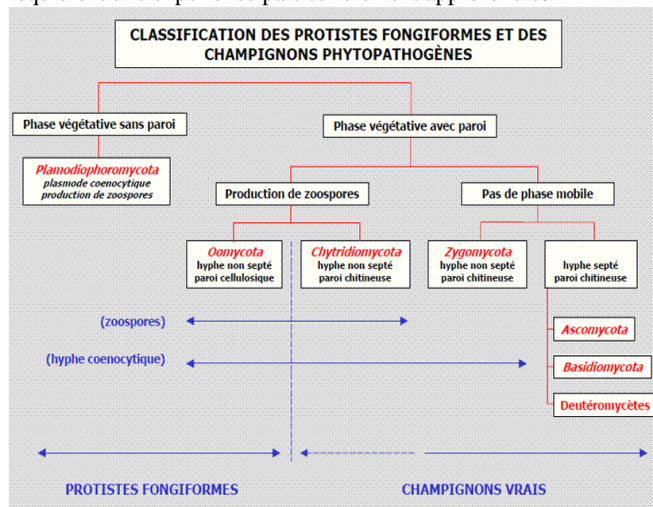 CLASSIFICATION DES PROTISTES FONGIFORMES ET DES
CHAMPIGNONS PHYTOPATHOGÈNES
Phase végétative sans paroi
Phase végétative avec paroi
Plamodiophoromycota
plasmode coenocytique
production de zoospores
Production de zoospores
Pas de phase mobile
Oomycota
hyphe non septé
paroi cellulosique
Chytridiomycota
hyphe non septé
paroi chitineuse
Zygomycota
hyphe non septé
paroi chitineuse
hyphe septé
paroi chitineuse
(zoospores)
Ascomycota
(hyphe coenocytique)
Basidiomycota
Deutéromycètes
PROTISTES FONGIFORMES
CHAMPIGNONS VRAIS